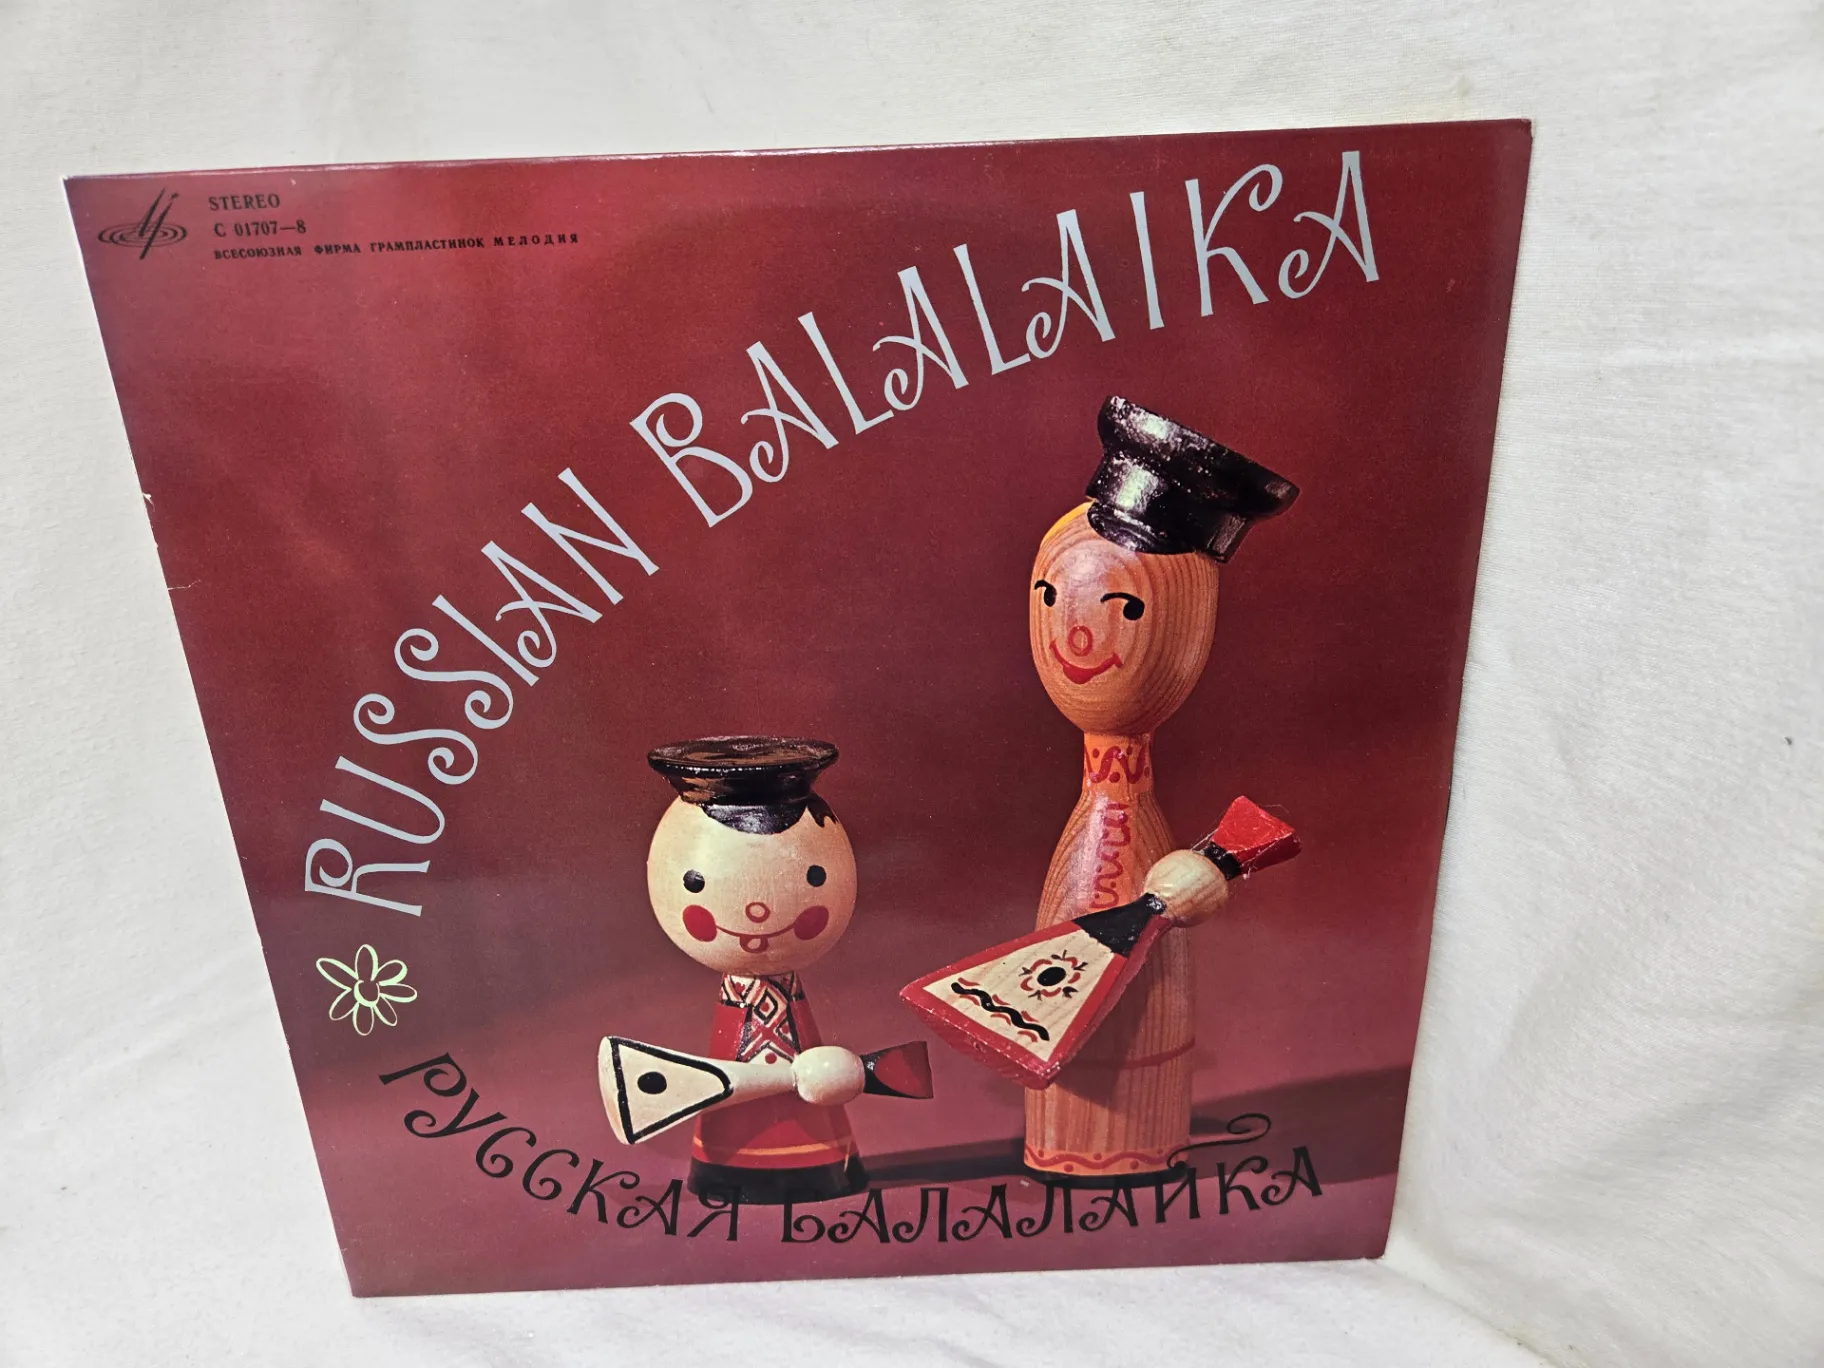 STEREO
С 01707—8
ВСЕСОЮЗНАЯ ФИРМА ГРАМПЛАСТИНОК МЕЛОДИЯ
RUSSIAN BALALAIKA
РУССКАЯ БАЛАЛАЙКА